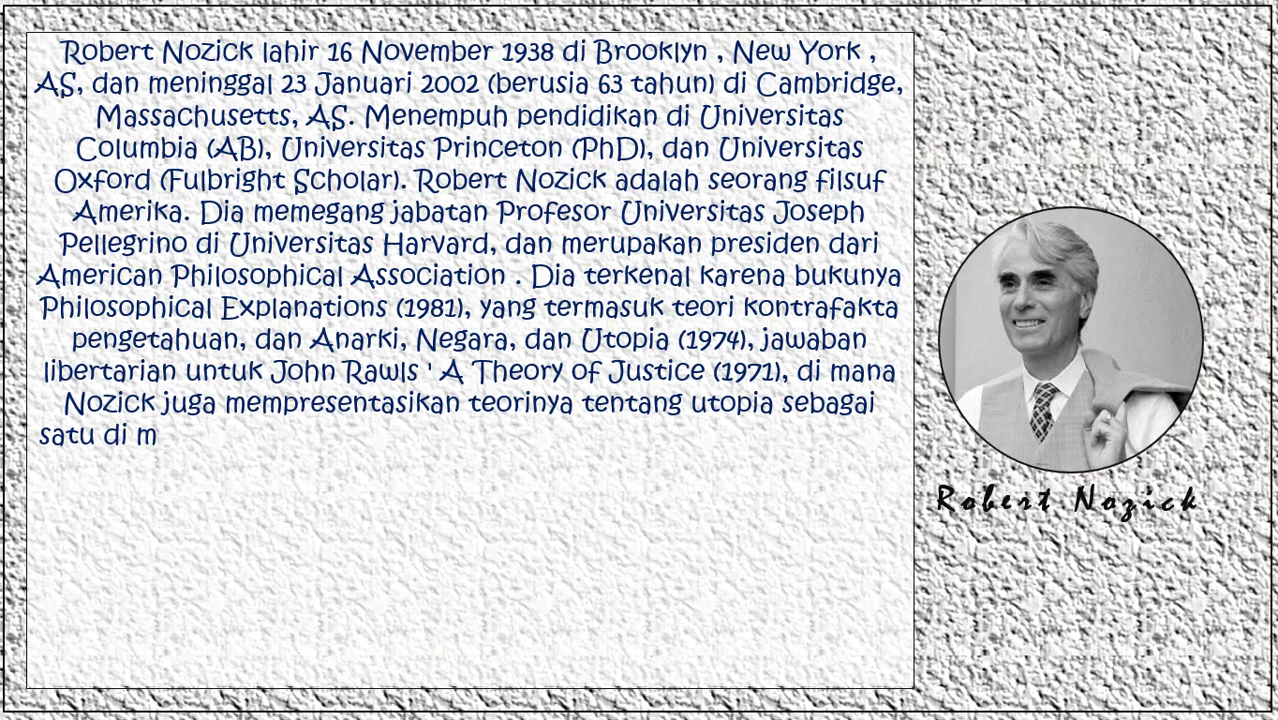 Robert Nozick lahir 16 November 1938 di Brooklyn , New York ,
AS, dan meninggal 23 Januari 2002 (berusia 63 tahun) di Cambridge,
Massachusetts, AS. Menempuh pendidikan di Universitas
Columbia (AB), Universitas Princeton (PhD), dan Universitas
Oxford (Fulbright Scholar). Robert Nozick adalah seorang filsuf
Amerika. Dia memegang jabatan Profesor Universitas Joseph
Pellegrino di Universitas Harvard, dan merupakan presiden dari
American Philosophical Association . Dia terkenal karena bukunya
Philosophical Explanations (1981), yang termasuk teori kontrafakta
pengetahuan, dan Anarki, Negara, dan Utopia (1974), jawaban
libertarian untuk John Rawls ' A Theory of Justice (1971), di mana
Nozick juga mempresentasikan teorinya tentang utopia sebagai
satu di m
Robert Nozick